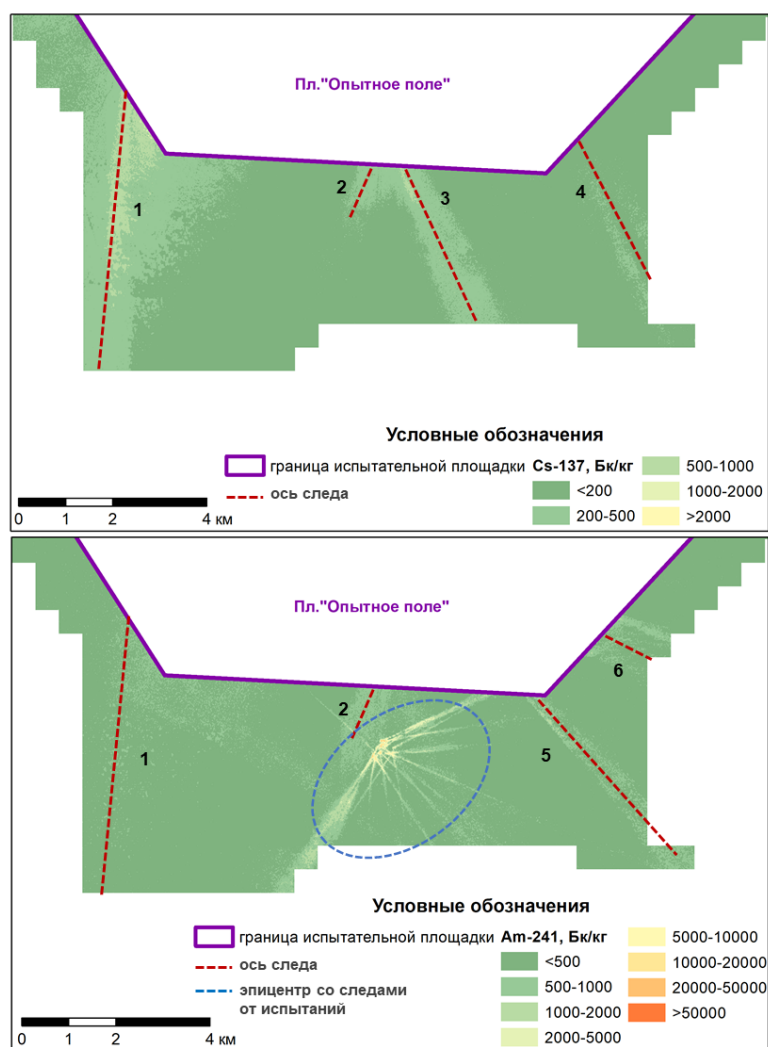 Пл."Опытное поле"
1
2
3
4
Условные обозначения
граница испытательной площадки
ось следа
Cs-137, Бк/кг
<200
200-500
500-1000
1000-2000
>2000
0 1 2 4 км
Пл."Опытное поле"
1
2
5
6
Условные обозначения
граница испытательной площадки
ось следа
эпицентр со следами
от испытаний
Am-241, Бк/кг
<500
500-1000
1000-2000
2000-5000
5000-10000
10000-20000
20000-50000
>50000
0 1 2 4 км